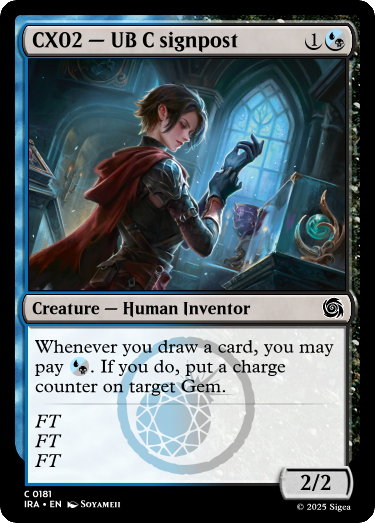 CX02 — UB C signpost 1
Creature — Human Inventor
Whenever you draw a card, you may
pay . If you do, put a charge
counter on target Gem.
FT
FT
FT
2/2
C 0181
IRA • EN SOYAMEII
© 2025 Sigea